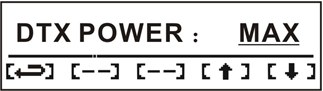 DTX POWER : MAX
[↩] [--] [--] [⬆] [⬇]